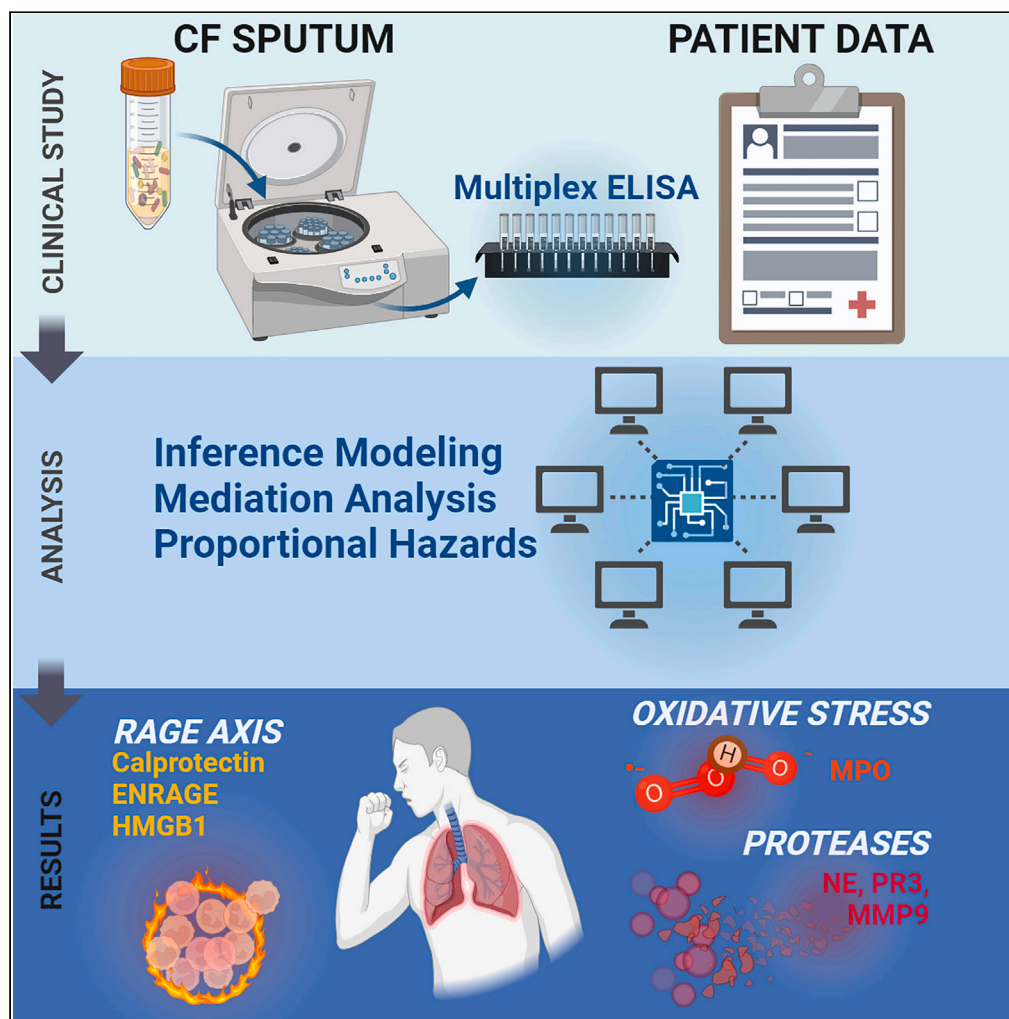 CF SPUTUM
PATIENT DATA
CLINICAL STUDY
Multiplex ELISA
ANALYSIS
Inference Modeling
Mediation Analysis
Proportional Hazards
RESULTS
RAGE AXIS
Calprotectin
ENRAGE
HMGB1
OXIDATIVE STRESS
H
O
O
O
MPO
PROTEASES
NE, PR3,
MMP9